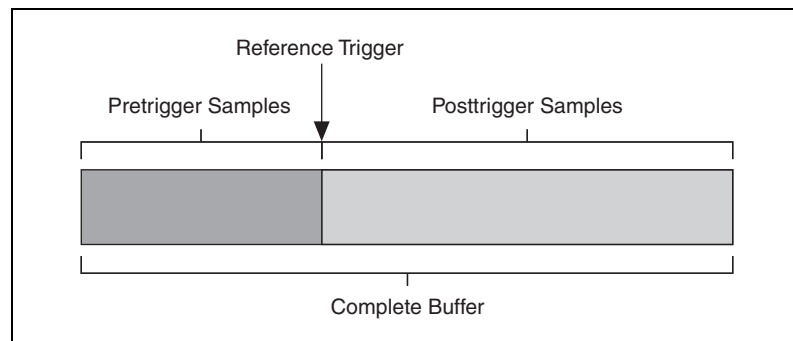 Reference Trigger
Pretrigger Samples
Posttrigger Samples
Complete Buffer